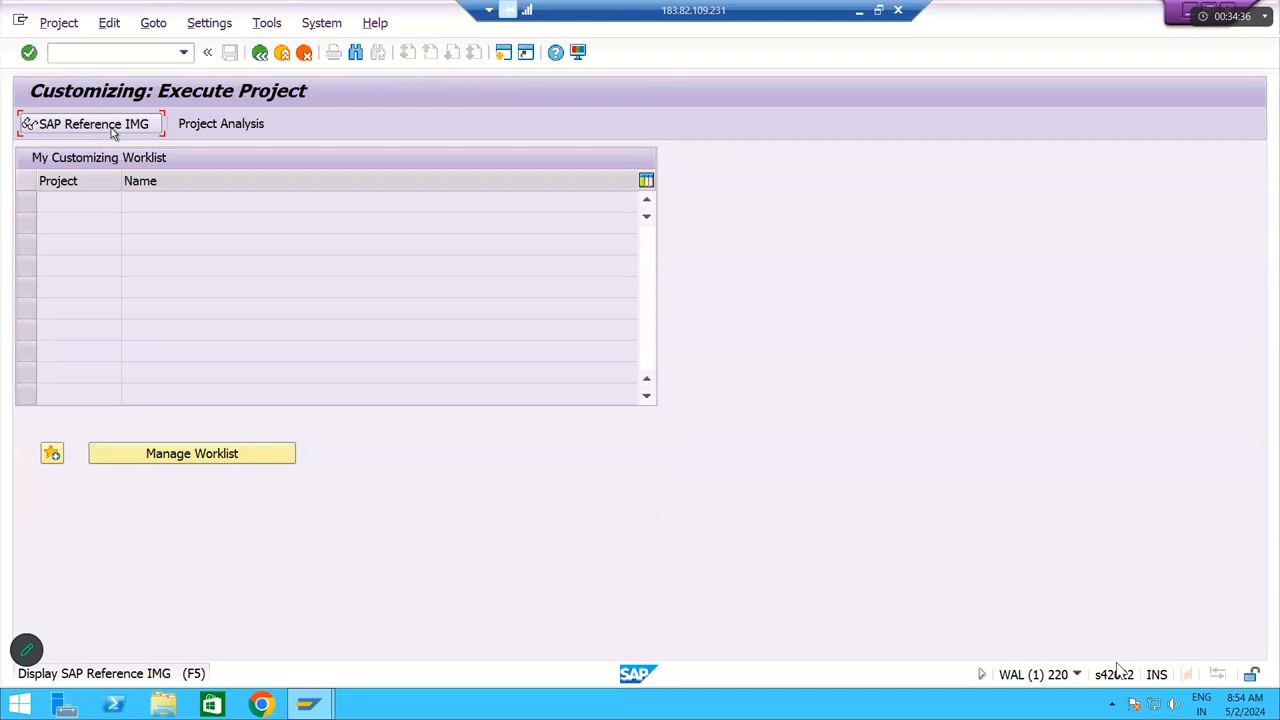 183.82.109.231
00:34:36
Project Edit Goto Settings Tools System Help
Customizing: Execute Project
SAP Reference IMG Project Analysis
My Customizing Worklist
Project Name
Manage Worklist
Display SAP Reference IMG (F5)
SAP
WAL (1) 220
INS
ENG 8:54 AM
IN 5/2/2024